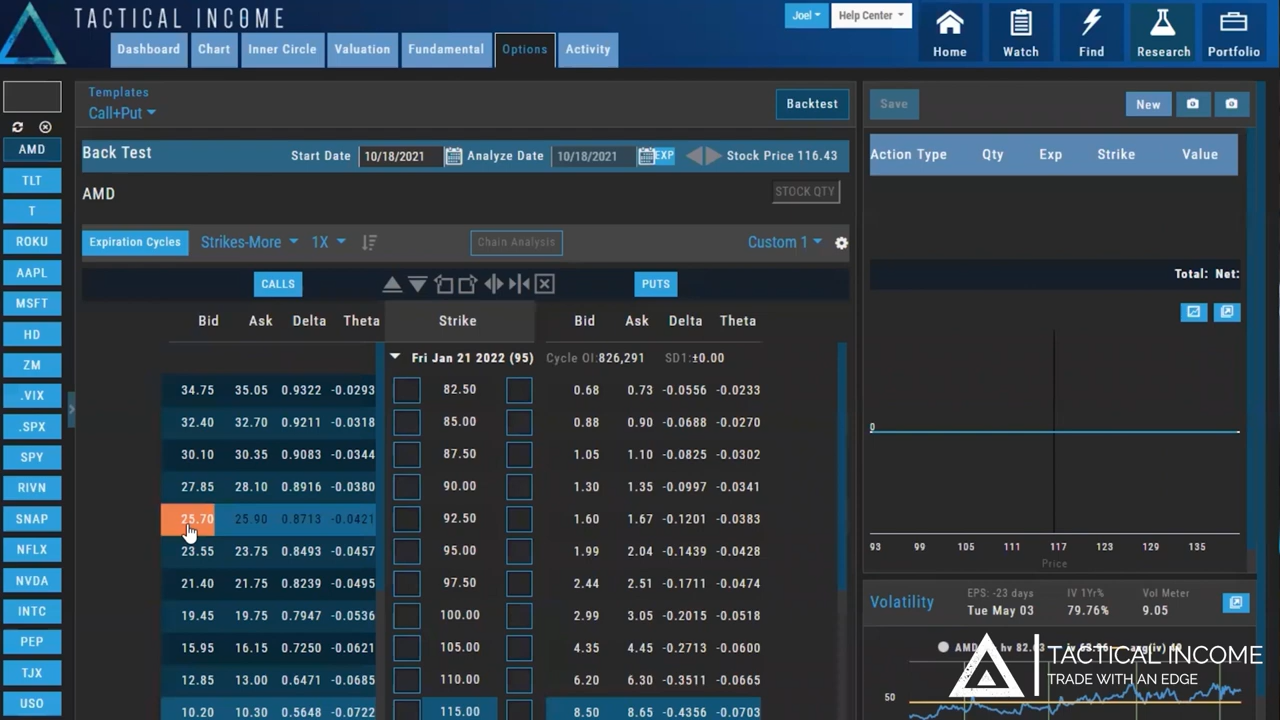 TACTICAL INCOME
Joel
Help Center
Home
Watch
Find
Research
Portfolio
Dashboard
Chart
Inner Circle
Valuation
Fundamental
Options
Activity
AMD
TLT
T
ROKU
AAPL
MSFT
HD
ZM
.VIX
.SPX
SPY
RIVN
SNAP
NFLX
NVDA
INTC
PEP
TJX
USO
Templates
Call+Put
Backtest
Back Test Start Date 10/18/2021 Analyze Date 10/18/2021 EXP Stock Price 116.43
AMD STOCK QTY
Expiration Cycles Strikes-More 1X Chain Analysis Custom 1
CALLS PUTS
Bid Ask Delta Theta Strike Bid Ask Delta Theta
Fri Jan 21 2022 (95) Cycle OI:826,291 SD1:±0.00
34.75 35.05 0.9322 -0.0293 82.50 0.68 0.73 -0.0556 -0.0233
32.40 32.70 0.9211 -0.0318 85.00 0.88 0.90 -0.0688 -0.0270
30.10 30.35 0.9083 -0.0344 87.50 1.05 1.10 -0.0825 -0.0302
27.85 28.10 0.8916 -0.0380 90.00 1.30 1.35 -0.0997 -0.0341
25.70 25.90 0.8713 -0.0421 92.50 1.60 1.67 -0.1201 -0.0383
23.55 23.75 0.8493 -0.0457 95.00 1.99 2.04 -0.1439 -0.0428
21.40 21.75 0.8239 -0.0495 97.50 2.44 2.51 -0.1711 -0.0474
19.45 19.75 0.7947 -0.0536 100.00 2.99 3.05 -0.2015 -0.0518
15.95 16.15 0.7250 -0.0621 105.00 4.35 4.45 -0.2713 -0.0600
12.85 13.00 0.6471 -0.0685 110.00 6.20 6.30 -0.3511 -0.0665
10.20 10.30 0.5648 -0.0722 115.00 8.50 8.65 -0.4356 -0.0703
Save New
Action Type Qty Exp Strike Value
Total: Net:
0
93 99 105 111 117 123 129 135
Price
Volatility
EPS: -23 days IV 1Yr% Vol Meter
Tue May 03 79.76% 9.05
50
TACTICAL INCOME
TRADE WITH AN EDGE